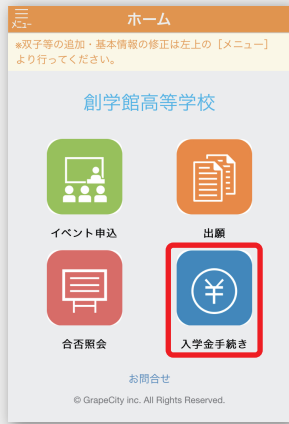 メニュー
ホーム
※双子等の追加・基本情報の修正は左上の［メニュー］
より行ってください。
創学館高等学校
イベント申込
出願
合否照会
入学金手続き
お問合せ
© GrapeCity inc. All Rights Reserved.